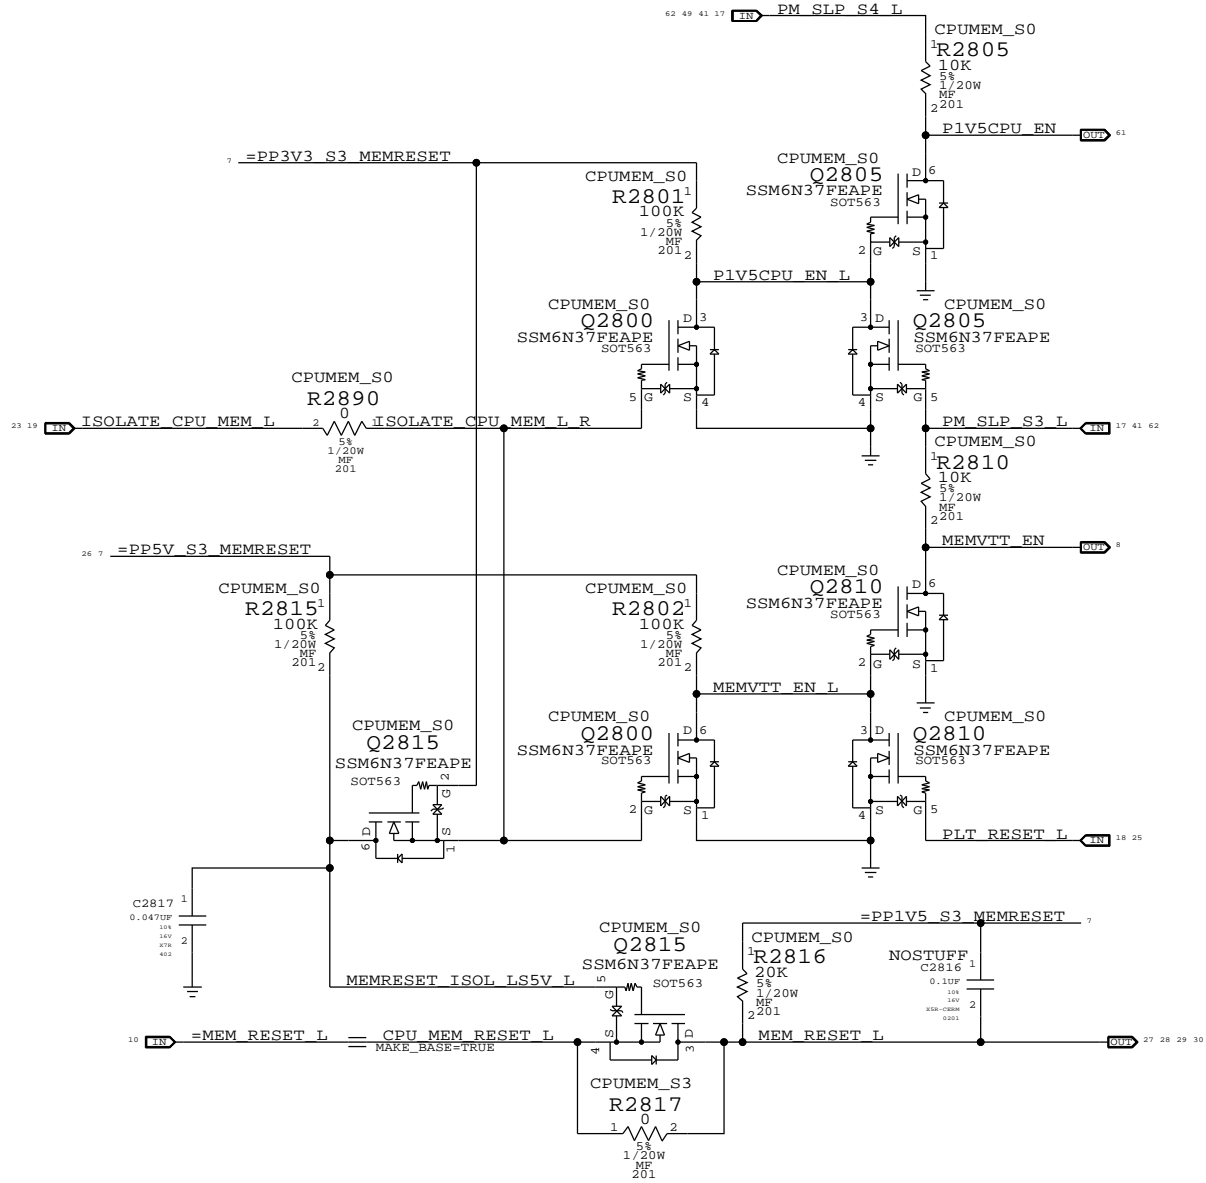 62 49 41 17 IN PM_SLP_S4_L
CPUMEM_S0
1
R2805
10K
5%
1/20W
MF
201
2
P1V5CPU_EN OUT 61
7 =PP3V3_S3_MEMRESET
CPUMEM_S0
R2801
1
100K
5%
1/20W
MF
201
2
CPUMEM_S0
Q2805
SSM6N37FEAPE
SOT563
D 6
2 G S 1
P1V5CPU_EN_L
CPUMEM_S0
Q2800
SSM6N37FEAPE
SOT563
D 3
5 G S 4
CPUMEM_S0
Q2805
SSM6N37FEAPE
SOT563
3 D
4 S G 5
CPUMEM_S0
R2890
0
2 1
5%
1/20W
MF
201
23 19 IN ISOLATE_CPU_MEM_L
ISOLATE_CPU_MEM_L_R
PM_SLP_S3_L IN 17 41 62
CPUMEM_S0
1
R2810
10K
5%
1/20W
MF
201
2
MEMVTT_EN OUT 8
26 7 =PP5V_S3_MEMRESET
CPUMEM_S0
R2815
1
100K
5%
1/20W
MF
201
2
CPUMEM_S0
R2802
1
100K
5%
1/20W
MF
201
2
CPUMEM_S0
Q2810
SSM6N37FEAPE
SOT563
D 6
2 G S 1
MEMVTT_EN_L
CPUMEM_S0
Q2815
SSM6N37FEAPE
SOT563
G 2
6 D
S 1
CPUMEM_S0
Q2800
SSM6N37FEAPE
SOT563
D 6
2 G S 1
CPUMEM_S0
Q2810
SSM6N37FEAPE
SOT563
3 D
4 S G 5
PLT_RESET_L IN 18 25
C2817 1
0.047UF
10%
16V
X7R
402
2
=PP1V5_S3_MEMRESET 7
CPUMEM_S0
Q2815
SSM6N37FEAPE
SOT563
G 5
4 S
3 D
CPUMEM_S0
1
R2816
20K
5%
1/20W
MF
201
2
NOSTUFF
C2816 1
0.1UF
10%
16V
X5R-CERM
0201
2
MEMRESET_ISOL_LS5V_L
10 IN =MEM_RESET_L
CPU_MEM_RESET_L
MAKE_BASE=TRUE
MEM_RESET_L OUT 27 28 29 30
CPUMEM_S3
R2817
0
1 2
5%
1/20W
MF
201